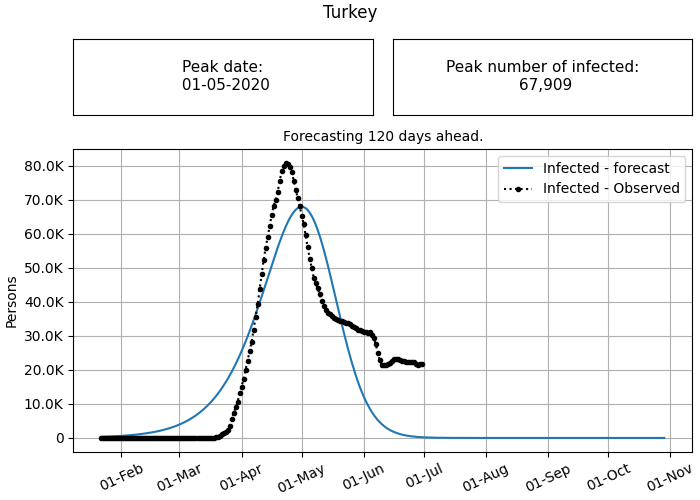 Turkey
Peak date:
01-05-2020
Peak number of infected:
67,909
Forecasting 120 days ahead.
Infected - forecast
Infected - Observed
Persons
80.0K
70.0K
60.0K
50.0K
40.0K
30.0K
20.0K
10.0K
0
01-Feb
01-Mar
01-Apr
01-May
01-Jun
01-Jul
01-Aug
01-Sep
01-Oct
01-Nov